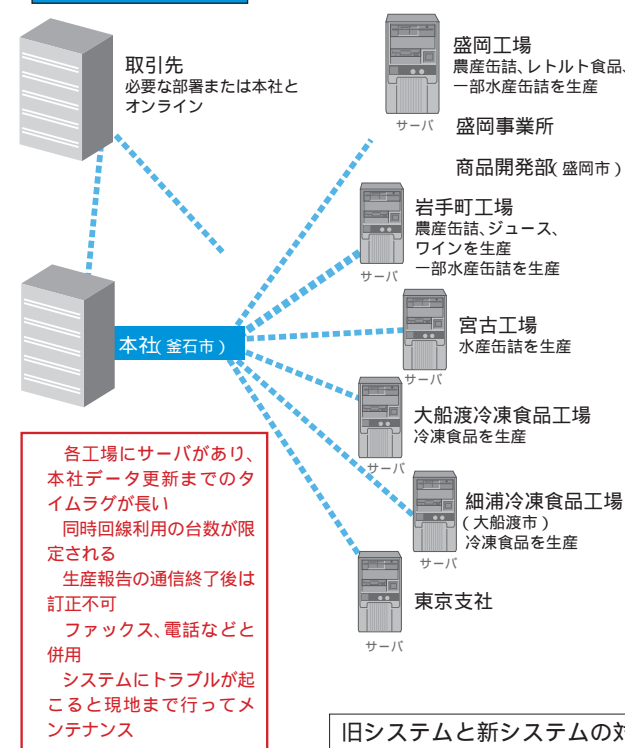 取引先
必要な部署または本社と
オンライン
盛岡工場
農産缶詰、レトルト食品、
一部水産缶詰を生産
サーバ
盛岡事業所
商品開発部(盛岡市)
岩手町工場
農産缶詰、ジュース、
ワインを生産
一部水産缶詰を生産
サーバ
本社(釜石市)
宮古工場
水産缶詰を生産
サーバ
大船渡冷凍食品工場
冷凍食品を生産
サーバ
細浦冷凍食品工場
(大船渡市)
冷凍食品を生産
サーバ
東京支社
サーバ
各工場にサーバがあり、
本社データ更新までのタ
イムラグが長い
同時回線利用の台数が限
定される
生産報告の通信終了後は
訂正不可
ファックス、電話などと
併用
システムにトラブルが起
こると現地まで行ってメ
ンテナンス
旧システムと新システムの対